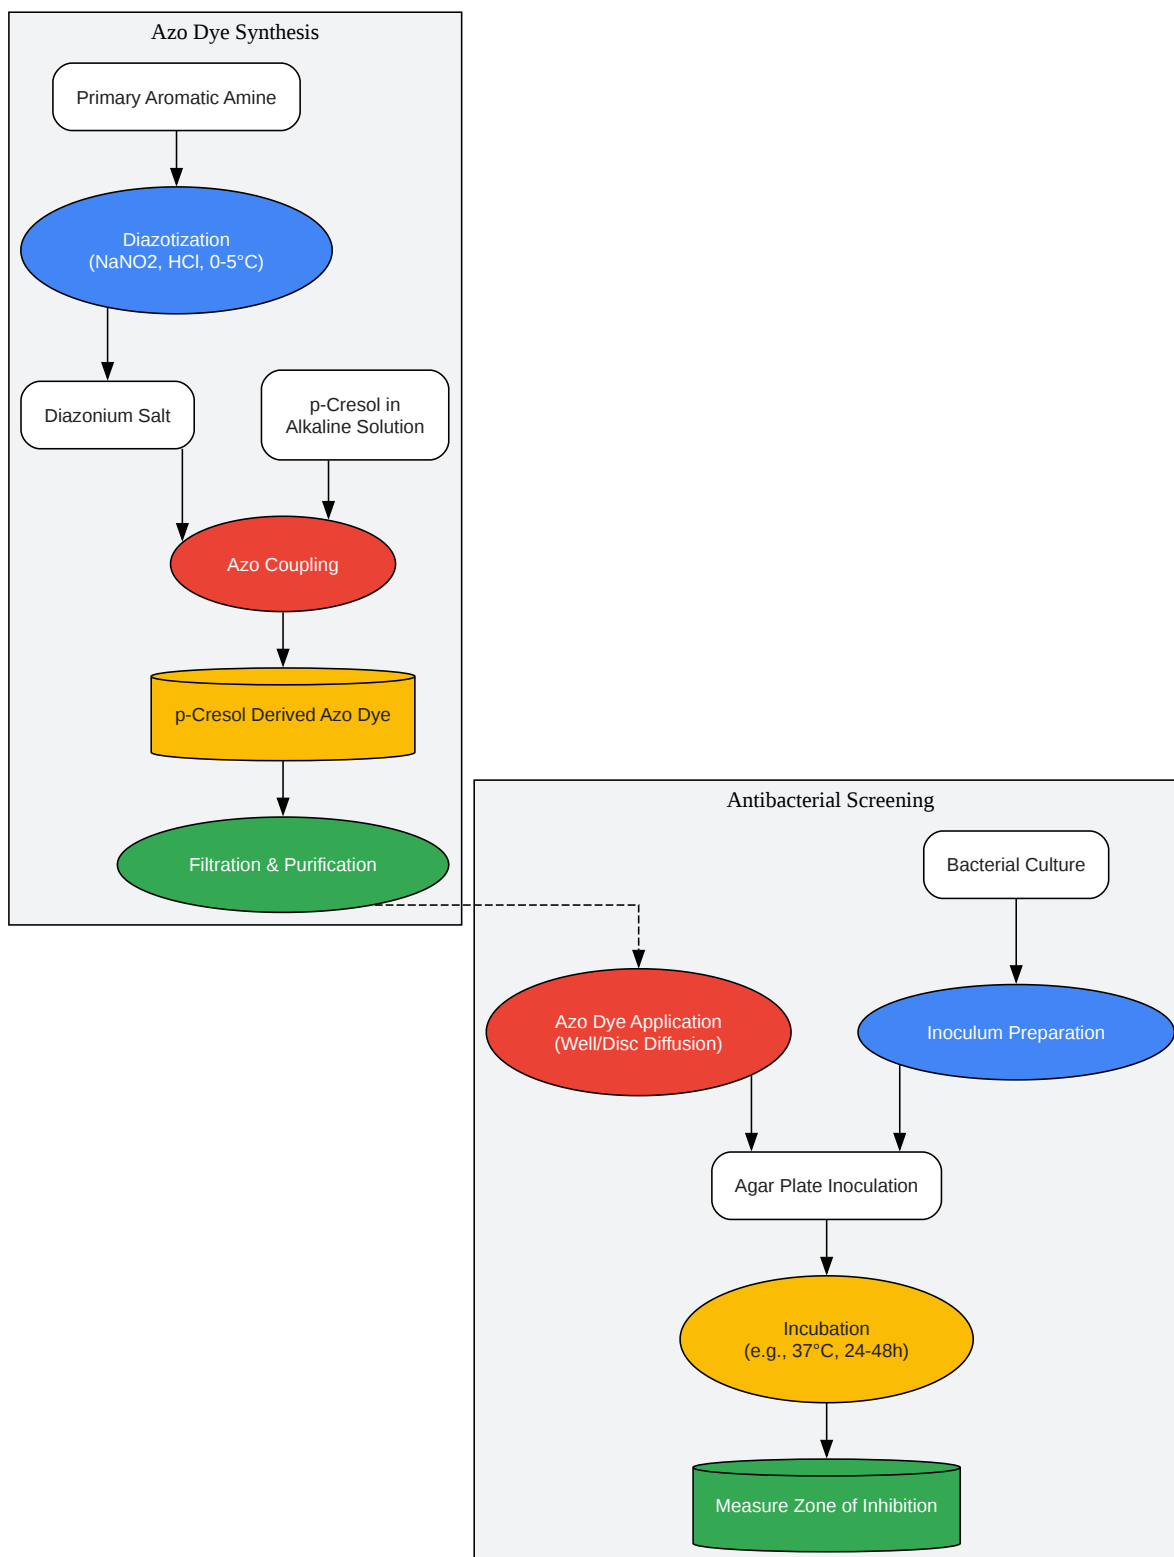 Azo Dye Synthesis
Primary Aromatic Amine
Diazotization
(NaNO2, HCl, 0-5°C)
Diazonium Salt
p-Cresol in
Alkaline Solution
Azo Coupling
p-Cresol Derived Azo Dye
Filtration & Purification
Antibacterial Screening
Bacterial Culture
Azo Dye Application
(Well/Disc Diffusion)
Inoculum Preparation
Agar Plate Inoculation
Incubation
(e.g., 37°C, 24-48h)
Measure Zone of Inhibition